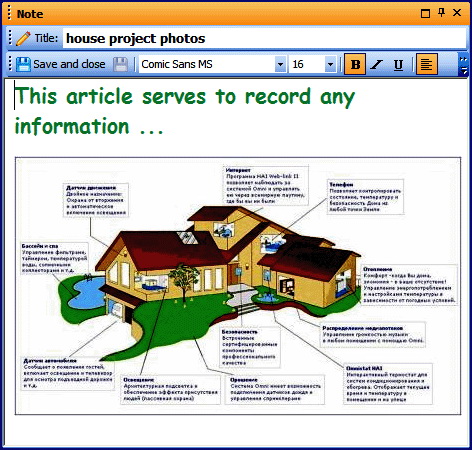 Note
Title: house project photos
Save and close Comic Sans MS 16 B I U
This article serves to record any
information ...
Датчик движения
Двойное назначение:
Охрана от вторжения
и автоматическое
включение освещения
Интернет
Программа HAI Web-link II
позволяет наблюдать за
системой Omni и управлять
ею через всемирную паутину,
где бы вы ни были
Телефон
Позволяет контролировать
состояние, температуру и
безопасность Дома из
любой точки Земли
Бассейн и спа
Управление фильтрами,
таймером, температурой
воды, солнечными
коллекторами и т.д.
Отопление
Комфорт - когда Вы дома,
экономия - в ваше отсутствие!
Управление энергопотреблением
и настройками температуры в
зависимости от погодных условий.
Безопасность
Встроенные
сертифицированные
компоненты
профессионального
качества
Распределение медиапотоков
Управление громкостью музыки
в любом помещении с помощью Omni.
Датчик автомобиля
Сообщит о появлении гостей,
включит освещение и телевизор
для осмотра подъездной дорожки
и т.д.
Освещение
Архитектурная подсветка и
обеспечение эффекта присутствия
людей (пассивная охрана)
Орошение
Система Omni имеет возможность
подключения датчиков дождя и
управления спринклерами
Omnistat HAI
Интерактивный термостат для
систем кондиционирования и
обогрева. Отображает текущие
время и температуру в
помещении и на улице